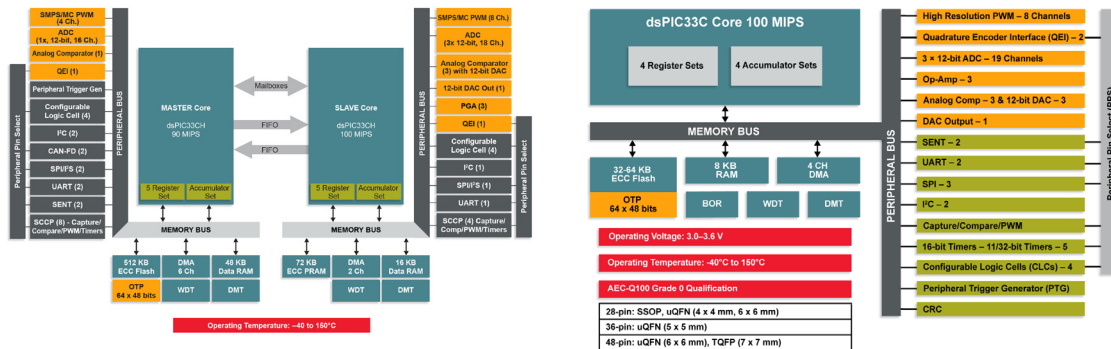 SMPS/MC PWM
(4 Ch.)
ADC
(1x, 12-bit, 16 Ch.)
Analog Comparator (1)
QEI (1)
Peripheral Trigger Gen
Configurable
Logic Cell (4)
I²C (2)
CAN-FD (2)
SPI/I²S (2)
UART (2)
SENT (2)
SCCP (8) - Capture/
Compare/PWM/Timers
Peripheral Pin Select
PERIPHERAL BUS
MASTER Core
dsPIC33CH
90 MIPS
5 Register
Set
Accumulator
Set
Mailboxes
FIFO
FIFO
SLAVE Core
dsPIC33CH
100 MIPS
5 Register
Set
Accumulator
Set
PERIPHERAL BUS
SMPS/MC PWM (8 Ch.)
ADC
(3x 12-bit, 18 Ch.)
Analog Comparator
(3) with 12-bit DAC
12-bit DAC Out (1)
PGA (3)
QEI (1)
Configurable
Logic Cell (4)
I²C (1)
SPI/I²S (1)
UART (1)
SCCP (4) Capture/
Comp/PWM/Timers
Peripheral Pin Select
MEMORY BUS
MEMORY BUS
512 KB
ECC Flash
DMA
6 Ch
48 KB
Data RAM
OTP
64 x 48 bits
WDT
DMT
72 KB
ECC PRAM
DMA
2 Ch
16 KB
Data RAM
WDT
DMT
Operating Temperature: –40 to 150°C
dsPIC33C Core 100 MIPS
4 Register Sets
4 Accumulator Sets
MEMORY BUS
PERIPHERAL BUS
32-64 KB
ECC Flash
8 KB
RAM
4 CH
DMA
OTP
64 x 48 bits
BOR
WDT
DMT
Operating Voltage: 3.0–3.6 V
Operating Temperature: -40°C to 150°C
AEC-Q100 Grade 0 Qualification
28-pin: SSOP, uQFN (4 x 4 mm, 6 x 6 mm)
36-pin: uQFN (5 x 5 mm)
48-pin: uQFN (6 x 6 mm), TQFP (7 x 7 mm)
High Resolution PWM – 8 Channels
Quadrature Encoder Interface (QEI) – 2
3 × 12-bit ADC – 19 Channels
Op-Amp – 3
Analog Comp – 3 & 12-bit DAC – 3
DAC Output – 1
SENT – 2
UART – 2
SPI – 3
I²C – 2
Capture/Compare/PWM
16-bit Timers – 11/32-bit Timers – 5
Configurable Logic Cells (CLCs) – 4
Peripheral Trigger Generator (PTG)
CRC
Peripheral Pin Select (PPS)